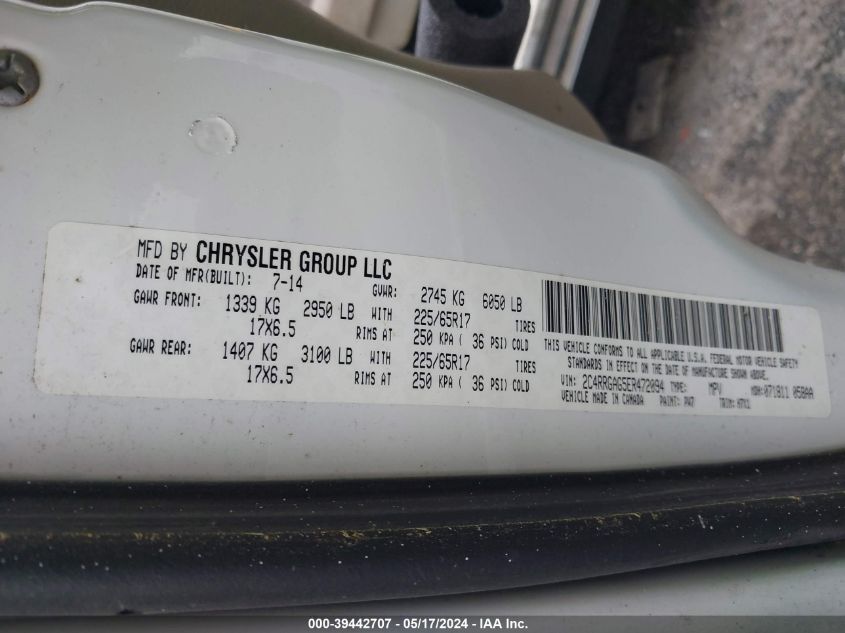 MFD BY CHRYSLER GROUP LLC
DATE OF MFR(BUILT): 7-14 GVWR: 2745 KG 6050 LB
GAWR FRONT: 1339 KG 2950 LB WITH 225/65R17 TIRES
17X6.5 RIMS AT 250 KPA ( 36 PSI) COLD
GAWR REAR: 1407 KG 3100 LB WITH 225/65R17 TIRES
17X6.5 RIMS AT 250 KPA ( 36 PSI) COLD
THIS VEHICLE CONFORMS TO ALL APPLICABLE U.S.A. FEDERAL MOTOR VEHICLE SAFETY
STANDARDS IN EFFECT ON THE DATE OF MANUFACTURE SHOWN ABOVE.
VIN: 2C4RRGAG5ER472094 TYPE: MPV MDH:071811 058AA
VEHICLE MADE IN CANADA PAINT: PW7 TRIM:
000-39442707 - 05/17/2024 - IAA Inc.